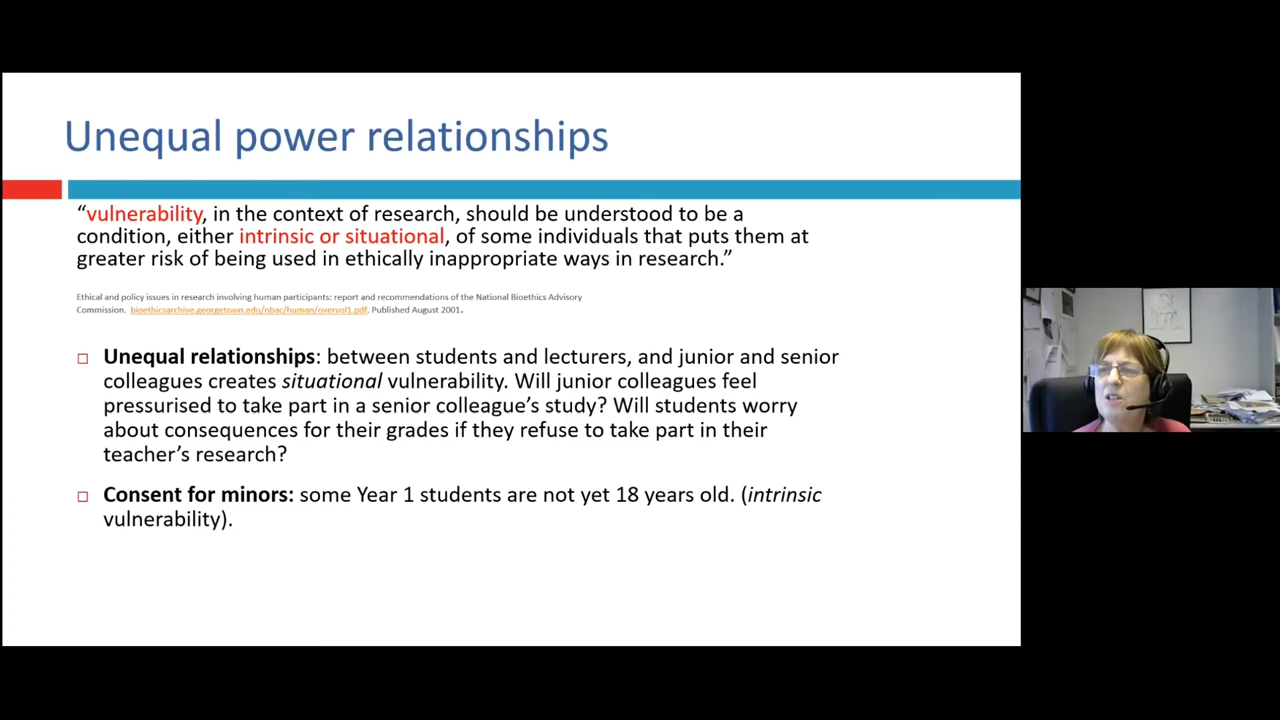 Unequal power relationships
“vulnerability, in the context of research, should be understood to be a
condition, either intrinsic or situational, of some individuals that puts them at
greater risk of being used in ethically inappropriate ways in research.”
Ethical and policy issues in research involving human participants: report and recommendations of the National Bioethics Advisory
Commission. bioethicsarchive.georgetown.edu/nbac/human/overvol1.pdf. Published August 2001.
Unequal relationships: between students and lecturers, and junior and senior
colleagues creates situational vulnerability. Will junior colleagues feel
pressurised to take part in a senior colleague’s study? Will students worry
about consequences for their grades if they refuse to take part in their
teacher’s research?
Consent for minors: some Year 1 students are not yet 18 years old. (intrinsic
vulnerability).